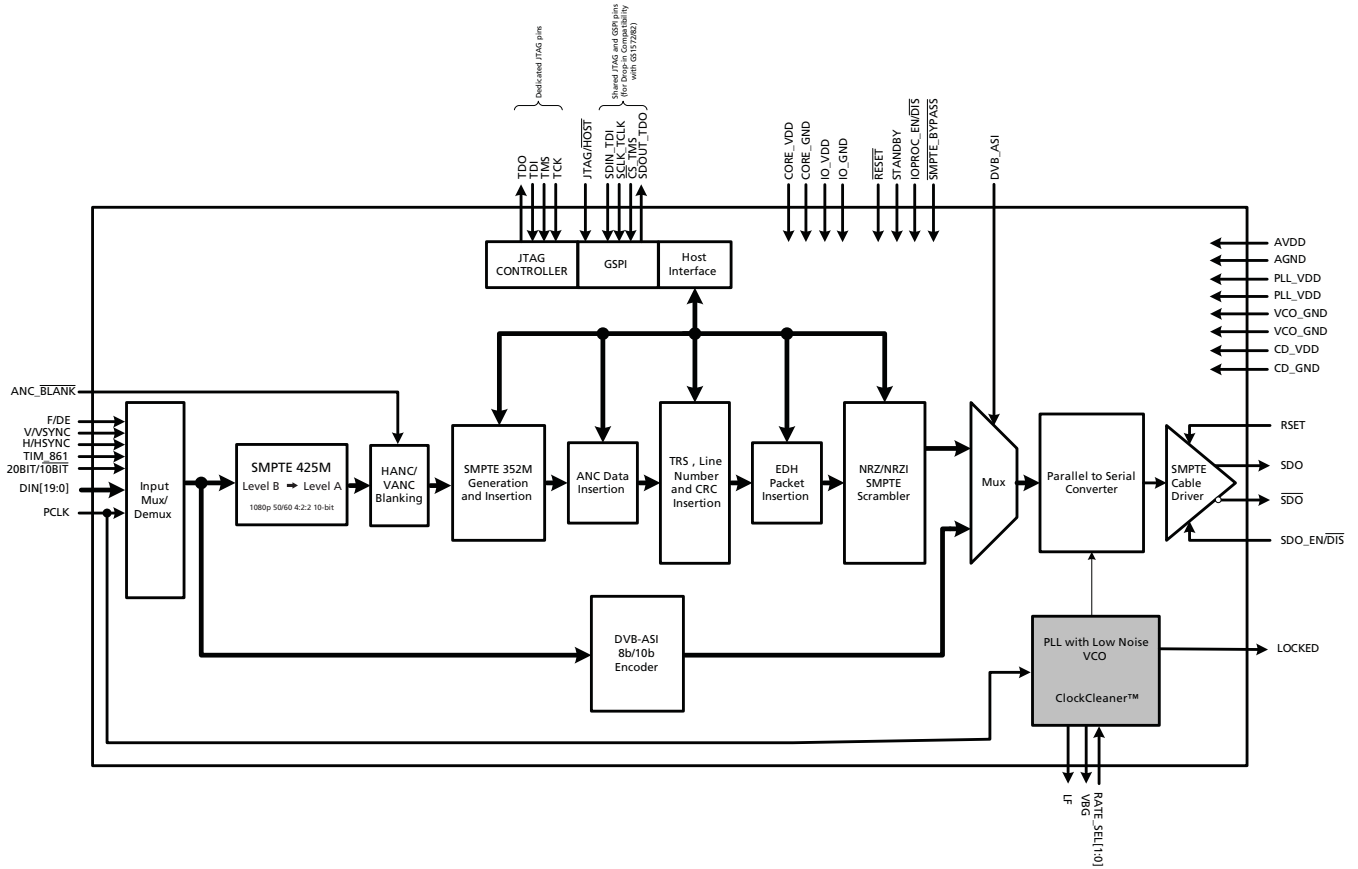 Dedicated JTAG pins
Shared JTAG and GSPI pins
(for Drop-in Compatibility
with GS1572/82)
TDO
TDI
TMS
TCK
JTAG/HOST
SDIN_TDI
SCLK_TCLK
CS_TMS
SDOUT_TDO
CORE_VDD
CORE_GND
IO_VDD
IO_GND
RESET
STANDBY
IOPROC_EN/DIS
SMPTE_BYPASS
DVB_ASI
JTAG
CONTROLLER
GSPI
Host
Interface
AVDD
AGND
PLL_VDD
PLL_VDD
VCO_GND
VCO_GND
CD_VDD
CD_GND
ANC_BLANK
F/DE
V/VSYNC
H/HSYNC
TIM_861
20BIT/10BIT
DIN[19:0]
PCLK
Input
Mux/
Demux
SMPTE 425M
Level B → Level A
1080p 50/60 4:2:2 10-bit
HANC/
VANC
Blanking
SMPTE 352M
Generation
and Insertion
ANC Data
Insertion
TRS , Line
Number
and CRC
Insertion
EDH
Packet
Insertion
NRZ/NRZI
SMPTE
Scrambler
Mux
Parallel to Serial
Converter
SMPTE
Cable
Driver
RSET
SDO
SDO
SDO_EN/DIS
DVB-ASI
8b/10b
Encoder
PLL with Low Noise
VCO
ClockCleaner™
LOCKED
LF
VBG
RATE_SEL[1:0]